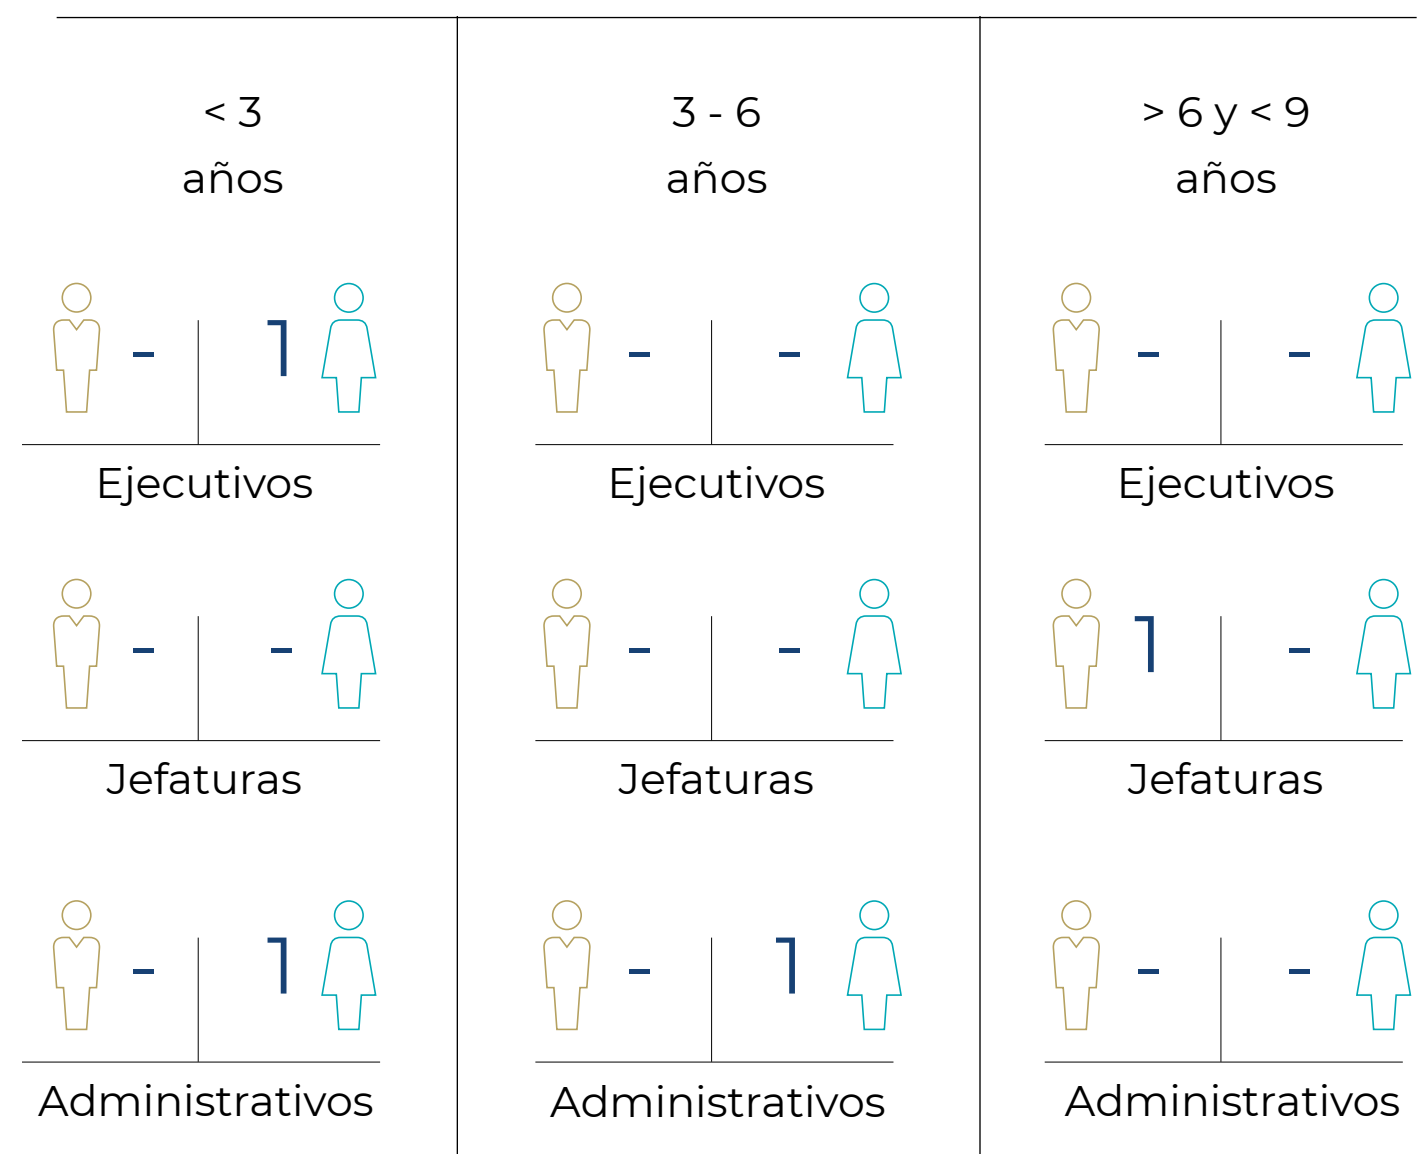 < 3
años
3 - 6
años
> 6 y < 9
años
- 1
Ejecutivos
- -
Ejecutivos
- -
Ejecutivos
- -
Jefaturas
- -
Jefaturas
1 -
Jefaturas
- 1
Administrativos
- 1
Administrativos
- -
Administrativos